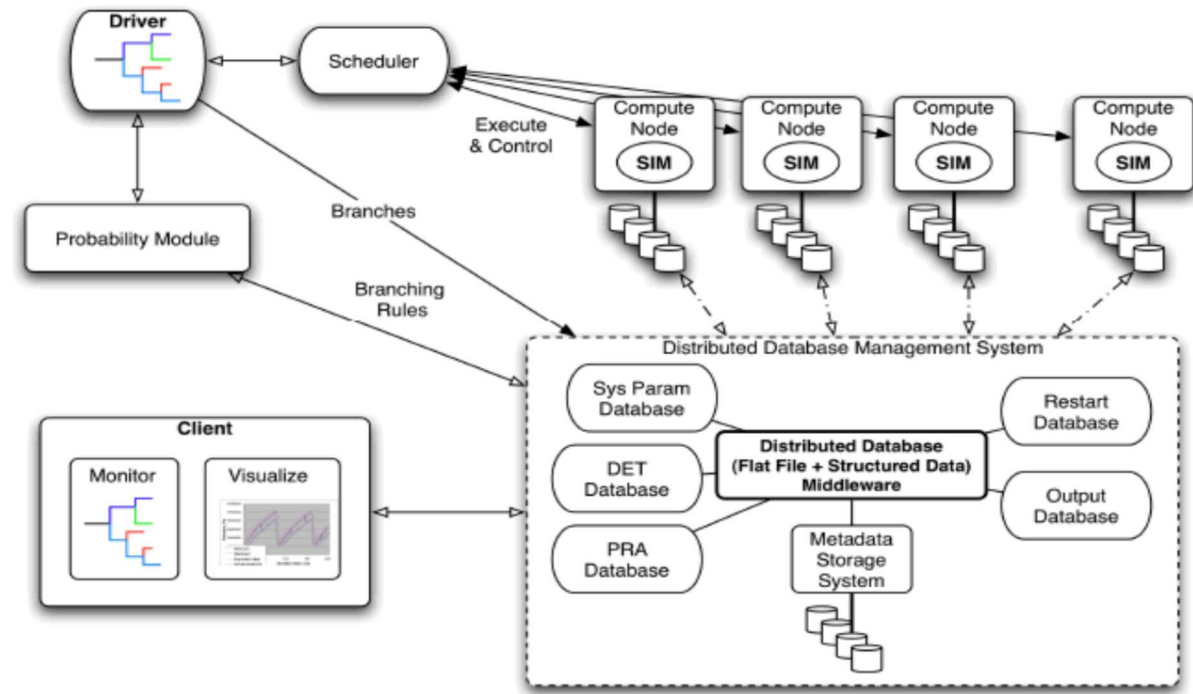 Driver
Scheduler
Execute
& Control
Compute
Node
SIM
Compute
Node
SIM
Compute
Node
SIM
Compute
Node
SIM
Branches
Probability Module
Branching
Rules
Distributed Database Management System
Sys Param
Database
Restart
Database
Distributed Database
(Flat File + Structured Data)
Middleware
DET
Database
Output
Database
PRA
Database
Metadata
Storage
System
Client
Monitor
Visualize